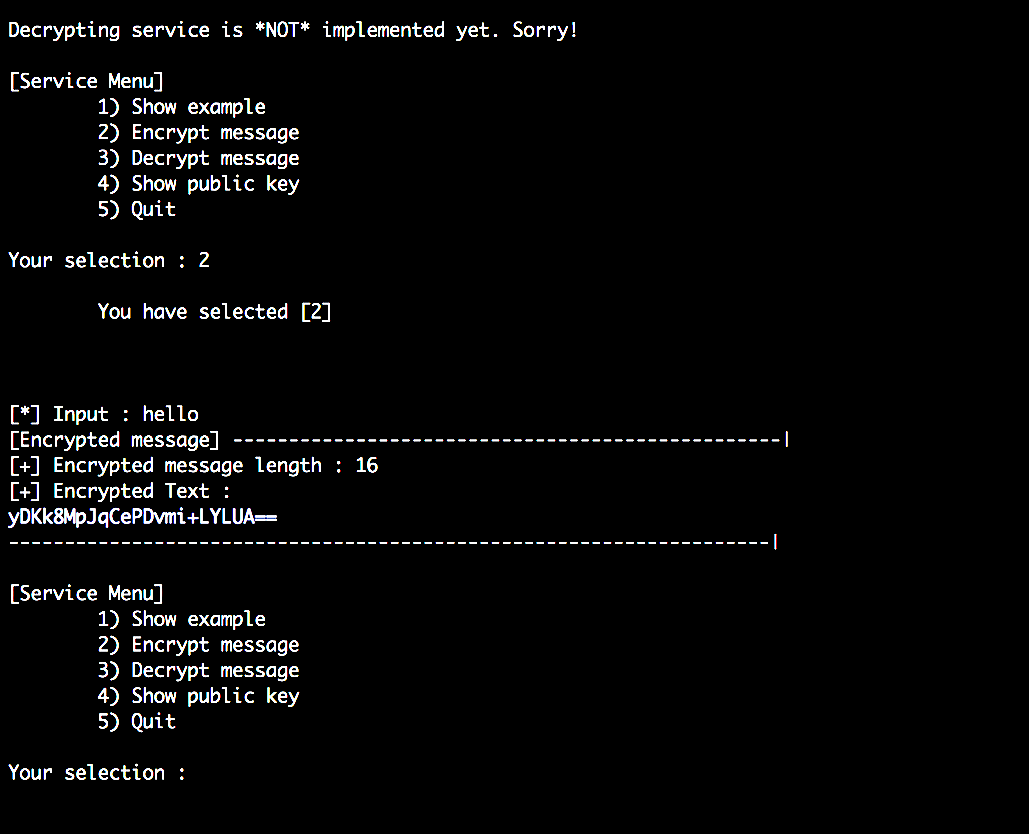 Decrypting service is *NOT* implemented yet. Sorry!
[Service Menu]
1) Show example
2) Encrypt message
3) Decrypt message
4) Show public key
5) Quit
Your selection : 2
You have selected [2]
[*] Input : hello
[Encrypted message] -------------------------------------------------|
[+] Encrypted message length : 16
[+] Encrypted Text :
yDKk8MpJqCePDvmi+LYLUA==
--------------------------------------------------------------------|
[Service Menu]
1) Show example
2) Encrypt message
3) Decrypt message
4) Show public key
5) Quit
Your selection :